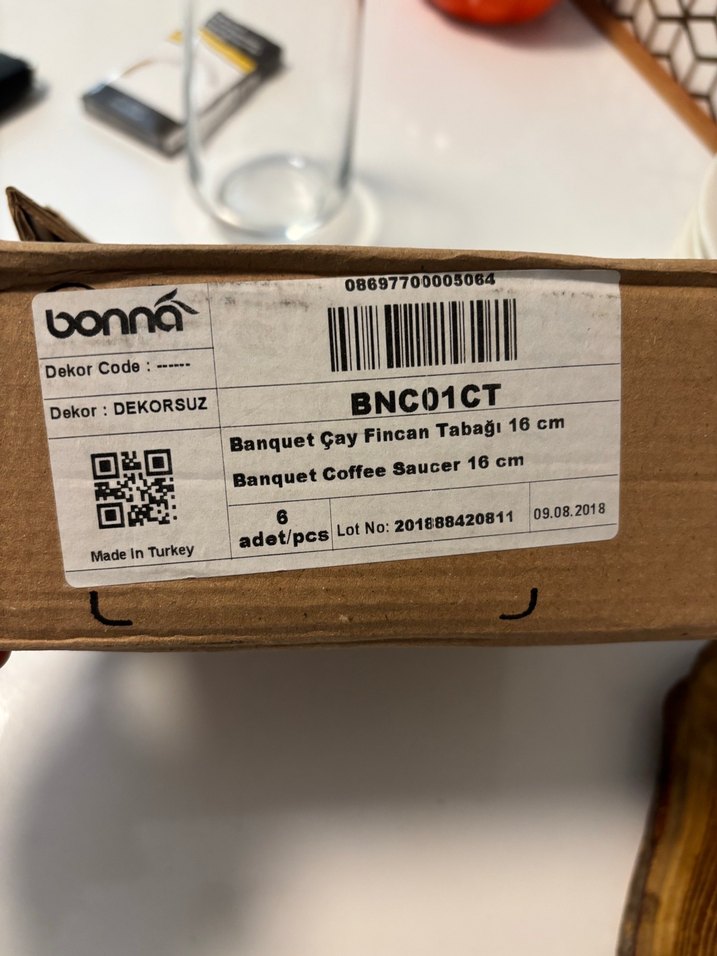 bonna
Dekor Code : ------
Dekor : DEKORSUZ
Made In Turkey
08697700005064
BNC01CT
Banquet Çay Fincan Tabağı 16 cm
Banquet Coffee Saucer 16 cm
6
adet/pcs
Lot No: 201888420811
09.08.2018